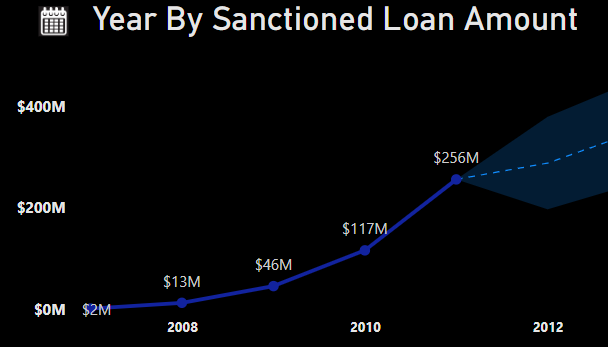 Year By Sanctioned Loan Amount
$400M
$256M
$200M
$117M
$46M
$13M
$0M
$2M
2008
2010
2012